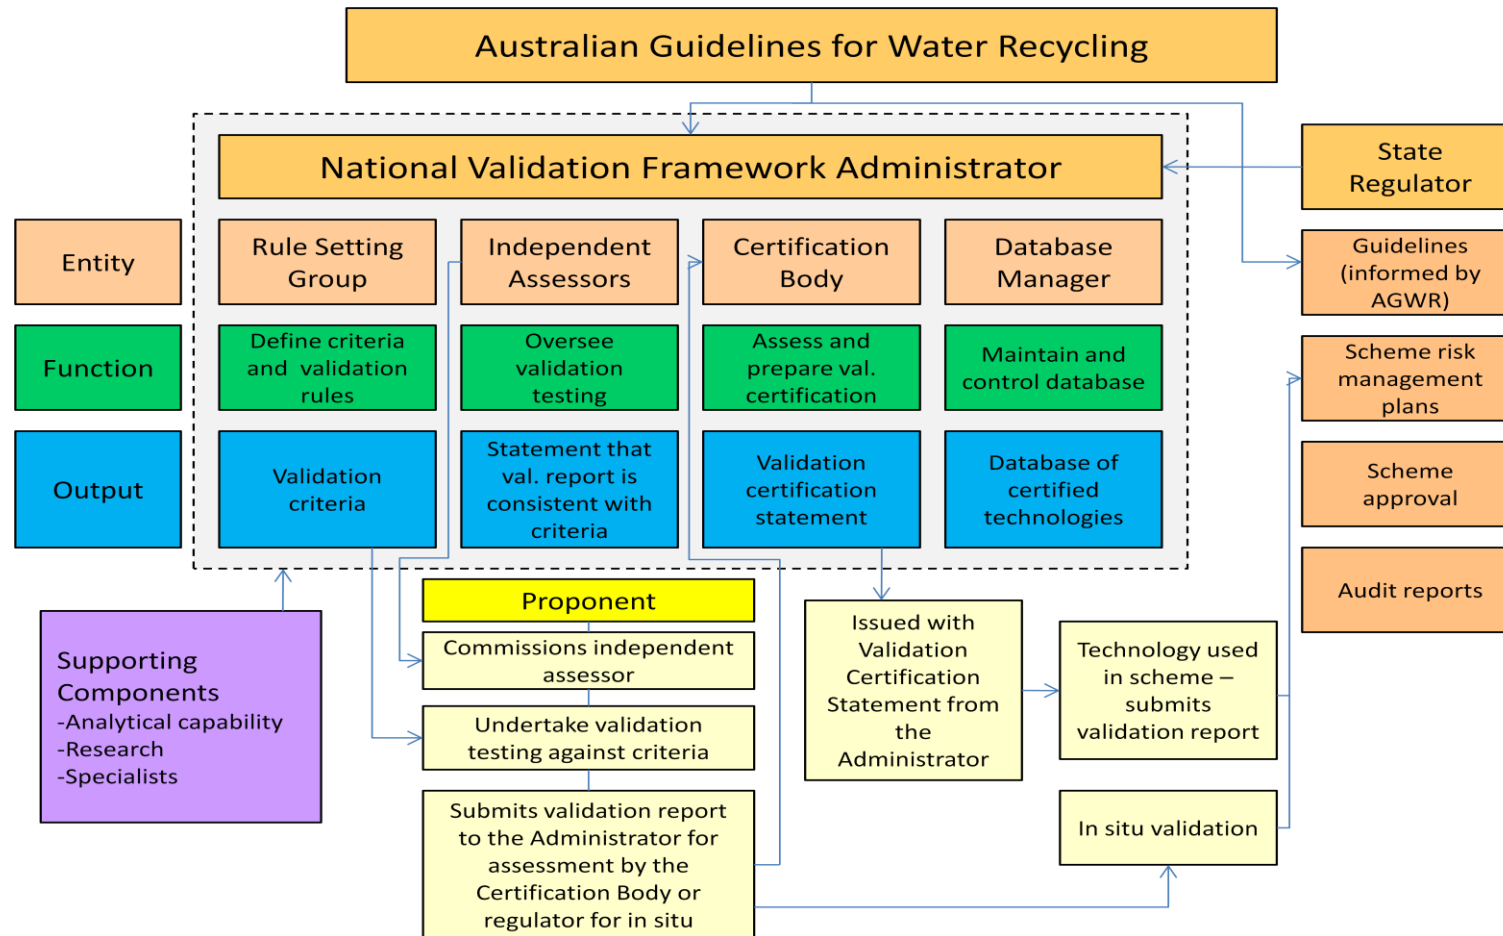 Australian Guidelines for Water Recycling
National Validation Framework Administrator
State
Regulator
Entity
Rule Setting
Group
Independent
Assessors
Certification
Body
Database
Manager
Guidelines
(informed by
AGWR)
Function
Define criteria
and validation
rules
Oversee
validation
testing
Assess and
prepare val.
certification
Maintain and
control database
Scheme risk
management
plans
Output
Validation
criteria
Statement that
val. report is
consistent with
criteria
Validation
certification
statement
Database of
certified
technologies
Scheme
approval
Audit reports
Supporting
Components
-Analytical capability
-Research
-Specialists
Proponent
Commissions independent
assessor
Undertake validation
testing against criteria
Submits validation report
to the Administrator for
assessment by the
Certification Body or
regulator for in situ
Issued with
Validation
Certification
Statement from
the
Administrator
Technology used
in scheme –
submits
validation report
In situ validation